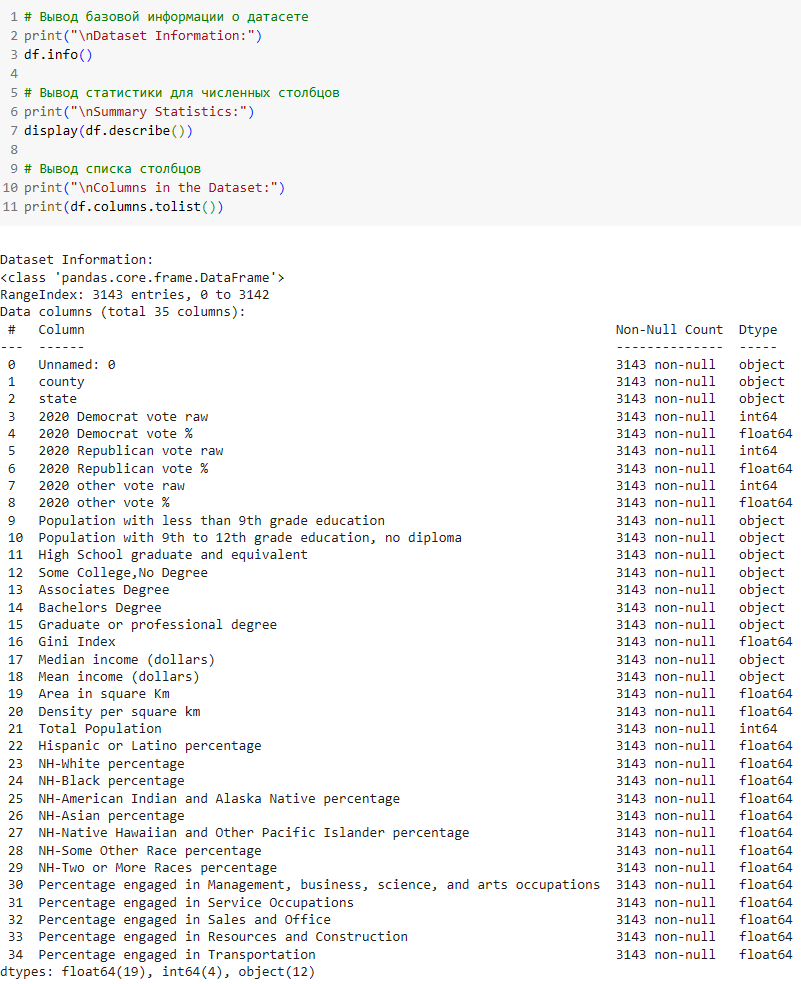 1 # Вывод базовой информации о датасете
2 print("\nDataset Information:")
3 df.info()
4
5 # Вывод статистики для численных столбцов
6 print("\nSummary Statistics:")
7 display(df.describe())
8
9 # Вывод списка столбцов
10 print("\nColumns in the Dataset:")
11 print(df.columns.tolist())
Dataset Information:
<class 'pandas.core.frame.DataFrame'>
RangeIndex: 3143 entries, 0 to 3142
Data columns (total 35 columns):
# Column Non-Null Count Dtype
--- ------ -------------- -----
0 Unnamed: 0 3143 non-null object
1 county 3143 non-null object
2 state 3143 non-null object
3 2020 Democrat vote raw 3143 non-null int64
4 2020 Democrat vote % 3143 non-null float64
5 2020 Republican vote raw 3143 non-null int64
6 2020 Republican vote % 3143 non-null float64
7 2020 other vote raw 3143 non-null int64
8 2020 other vote % 3143 non-null float64
9 Population with less than 9th grade education 3143 non-null object
10 Population with 9th to 12th grade education, no diploma 3143 non-null object
11 High School graduate and equivalent 3143 non-null object
12 Some College,No Degree 3143 non-null object
13 Associates Degree 3143 non-null object
14 Bachelors Degree 3143 non-null object
15 Graduate or professional degree 3143 non-null object
16 Gini Index 3143 non-null float64
17 Median income (dollars) 3143 non-null object
18 Mean income (dollars) 3143 non-null object
19 Area in square Km 3143 non-null float64
20 Density per square km 3143 non-null float64
21 Total Population 3143 non-null int64
22 Hispanic or Latino percentage 3143 non-null float64
23 NH-White percentage 3143 non-null float64
24 NH-Black percentage 3143 non-null float64
25 NH-American Indian and Alaska Native percentage 3143 non-null float64
26 NH-Asian percentage 3143 non-null float64
27 NH-Native Hawaiian and Other Pacific Islander percentage 3143 non-null float64
28 NH-Some Other Race percentage 3143 non-null float64
29 NH-Two or More Races percentage 3143 non-null float64
30 Percentage engaged in Management, business, science, and arts occupations 3143 non-null float64
31 Percentage engaged in Service Occupations 3143 non-null float64
32 Percentage engaged in Sales and Office 3143 non-null float64
33 Percentage engaged in Resources and Construction 3143 non-null float64
34 Percentage engaged in Transportation 3143 non-null float64
dtypes: float64(19), int64(4), object(12)